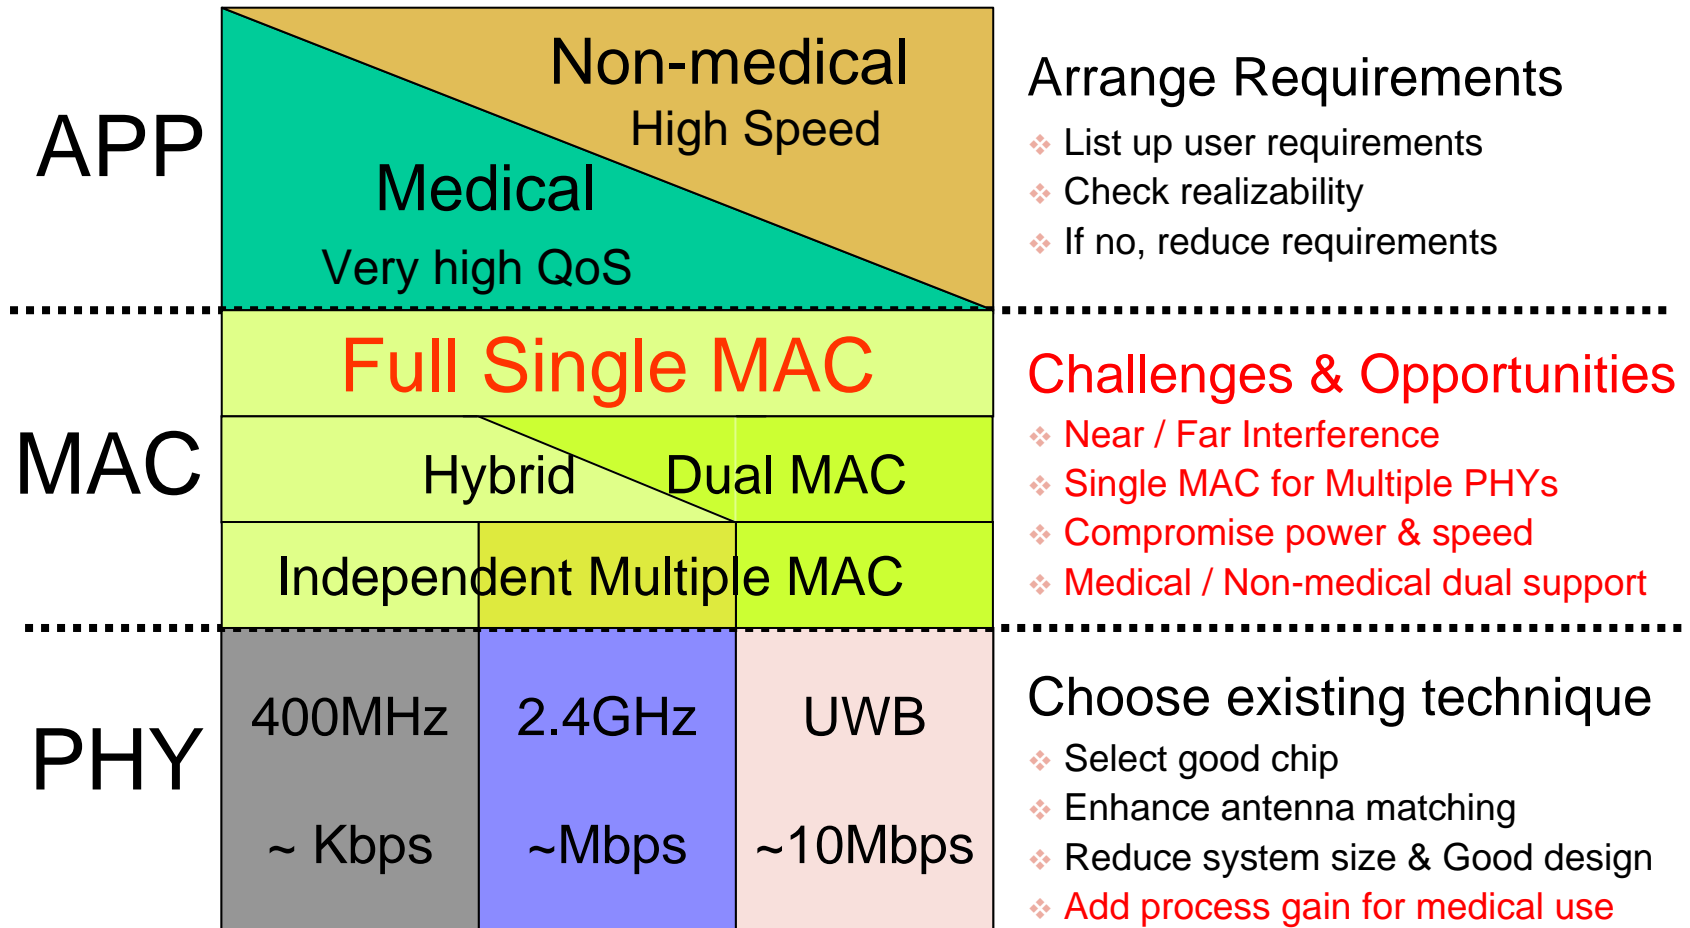 APP
Non-medical
High Speed
Medical
Very high QoS
Arrange Requirements
List up user requirements
Check realizability
If no, reduce requirements
MAC
Full Single MAC
Hybrid
Dual MAC
Independent Multiple MAC
Challenges & Opportunities
Near / Far Interference
Single MAC for Multiple PHYs
Compromise power & speed
Medical / Non-medical dual support
PHY
400MHz
2.4GHz
UWB
~ Kbps
~Mbps
~10Mbps
Choose existing technique
Select good chip
Enhance antenna matching
Reduce system size & Good design
Add process gain for medical use